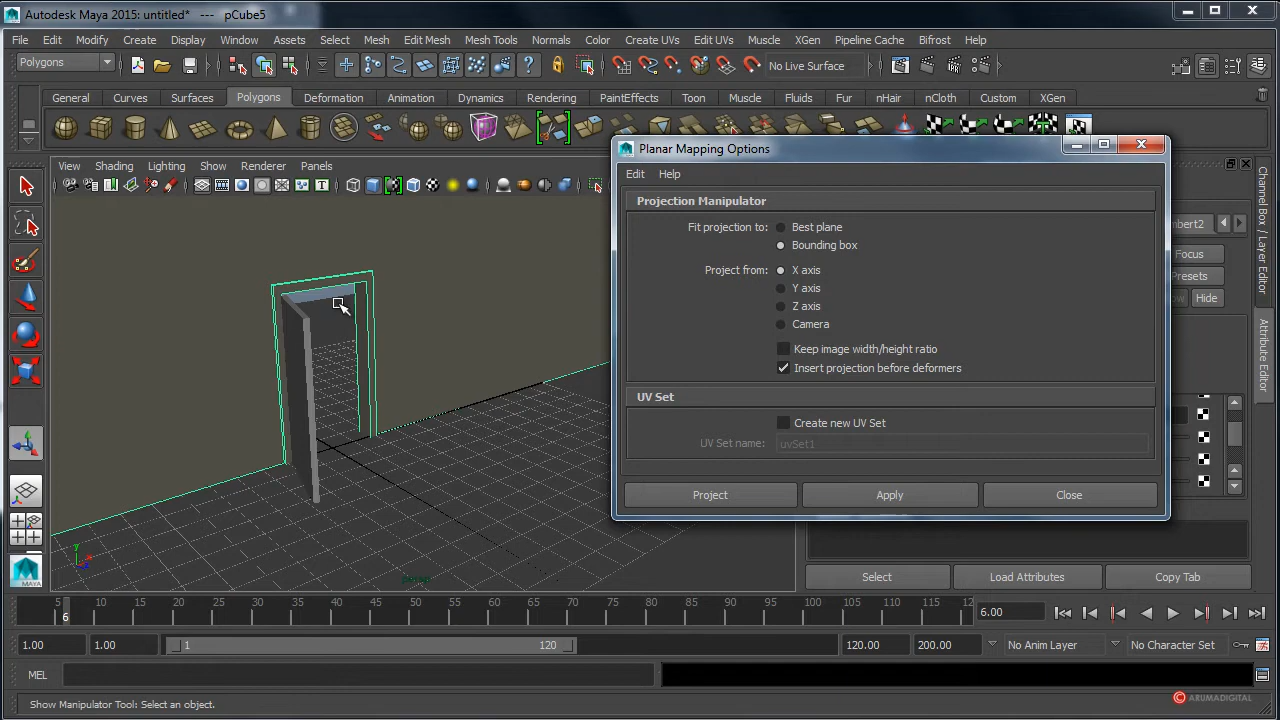 Autodesk Maya 2015: untitled* --- pCube5
File Edit Modify Create Display Window Assets Select Mesh Edit Mesh Mesh Tools Normals Color Create UVs Edit UVs Muscle XGen Pipeline Cache Bifrost Help
Polygons No Live Surface
General Curves Surfaces Polygons Deformation Animation Dynamics Rendering PaintEffects Toon Muscle Fluids Fur nHair nCloth Custom XGen
View Shading Lighting Show Renderer Panels
Planar Mapping Options
Edit Help
Projection Manipulator
Fit projection to: Best plane
Bounding box
Project from: X axis
Y axis
Z axis
Camera
Keep image width/height ratio
Insert projection before deformers
UV Set
Create new UV Set
UV Set name: uvSet1
Project Apply Close
Focus
Presets
Hide
Channel Box / Layer Editor
Attribute Editor
Select Load Attributes Copy Tab
y
MAYA
5 10 15 20 25 30 35 40 45 50 55 60 65 70 75 80 85 90 95 100 105 110 115 12
6
6.00
1.00 1.00 1 120 120.00 200.00 No Anim Layer No Character Set
MEL
Show Manipulator Tool: Select an object.
© ARUMADIGITAL